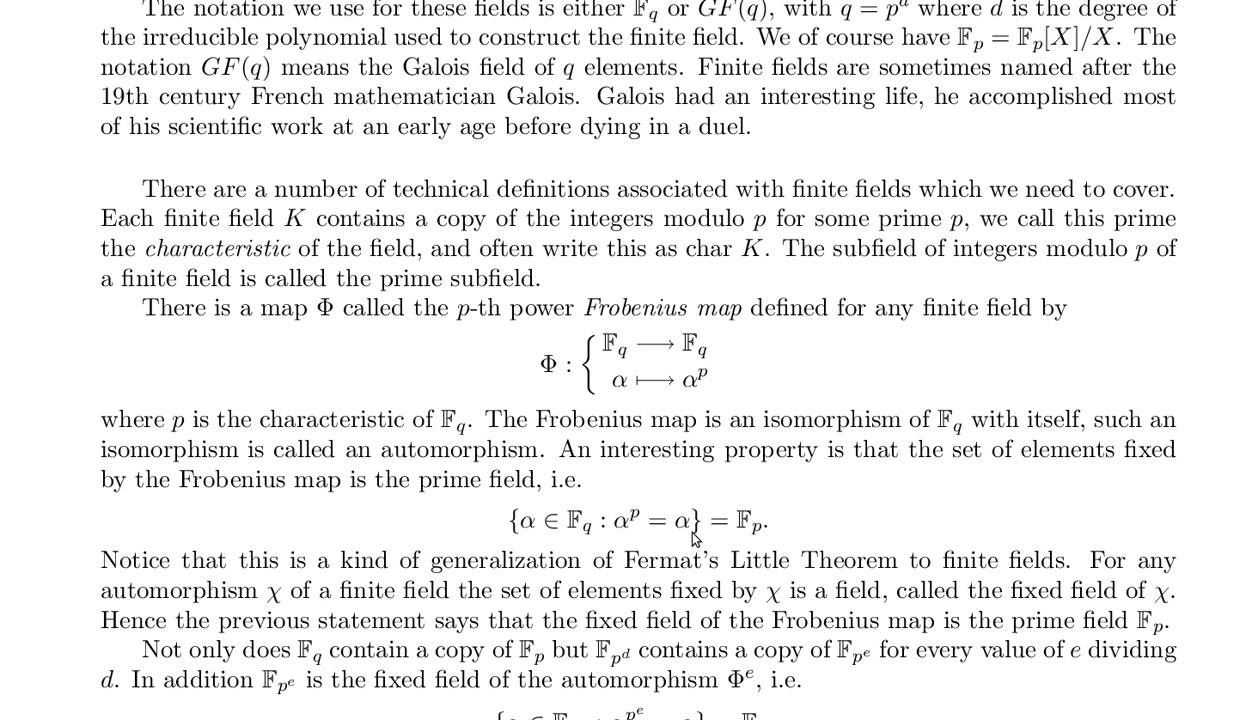 The notation we use for these fields is either 𝔽_q or GF(q), with q = p^d where d is the degree of
the irreducible polynomial used to construct the finite field. We of course have 𝔽_p = 𝔽_p[X]/X. The
notation GF(q) means the Galois field of q elements. Finite fields are sometimes named after the
19th century French mathematician Galois. Galois had an interesting life, he accomplished most
of his scientific work at an early age before dying in a duel.
There are a number of technical definitions associated with finite fields which we need to cover.
Each finite field K contains a copy of the integers modulo p for some prime p, we call this prime
the characteristic of the field, and often write this as char K. The subfield of integers modulo p of
a finite field is called the prime subfield.
There is a map Φ called the p-th power Frobenius map defined for any finite field by
Φ : { 𝔽_q ⟶ 𝔽_q
α ⟼ α^p
where p is the characteristic of 𝔽_q. The Frobenius map is an isomorphism of 𝔽_q with itself, such an
isomorphism is called an automorphism. An interesting property is that the set of elements fixed
by the Frobenius map is the prime field, i.e.
{α ∈ 𝔽_q : α^p = α} = 𝔽_p.
Notice that this is a kind of generalization of Fermat's Little Theorem to finite fields. For any
automorphism χ of a finite field the set of elements fixed by χ is a field, called the fixed field of χ.
Hence the previous statement says that the fixed field of the Frobenius map is the prime field 𝔽_p.
Not only does 𝔽_q contain a copy of 𝔽_p but 𝔽_{p^d} contains a copy of 𝔽_{p^e} for every value of e dividing
d. In addition 𝔽_{p^e} is the fixed field of the automorphism Φ^e, i.e.